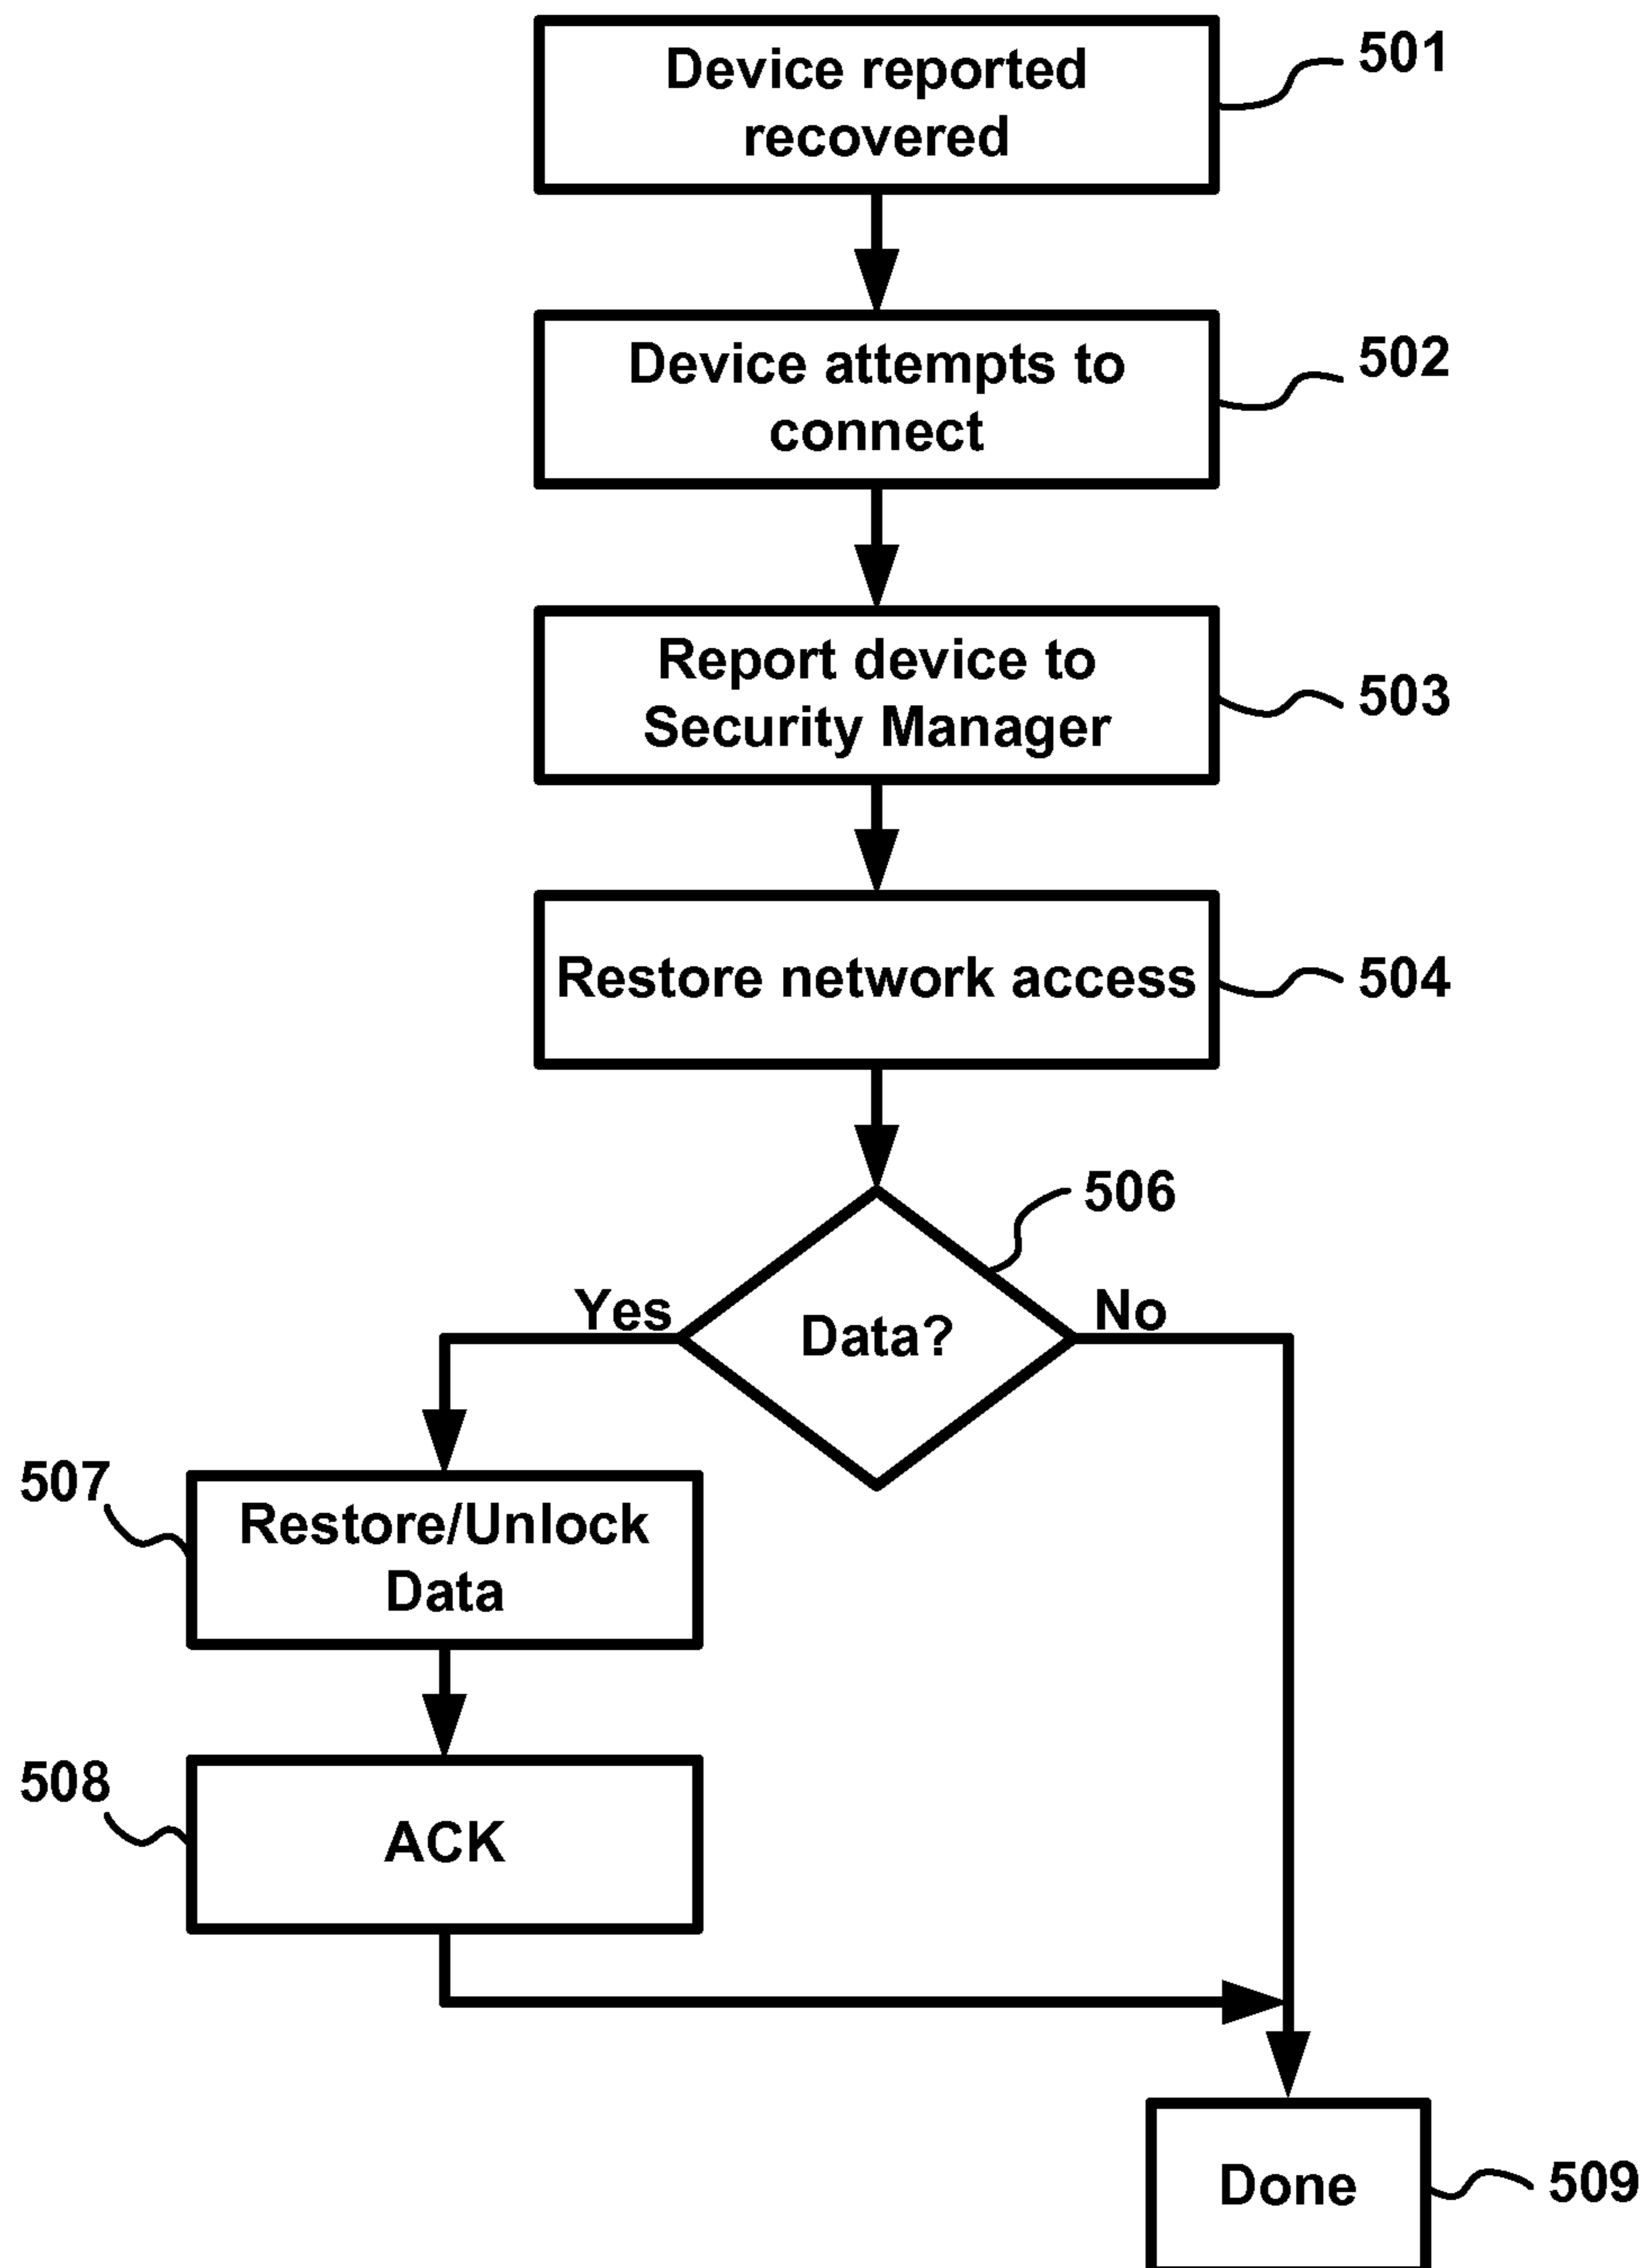 Device reported
recovered
501
Device attempts to
connect
502
Report device to
Security Manager
503
Restore network access
504
506
Yes
Data?
No
507
Restore/Unlock
Data
508
ACK
Done
509